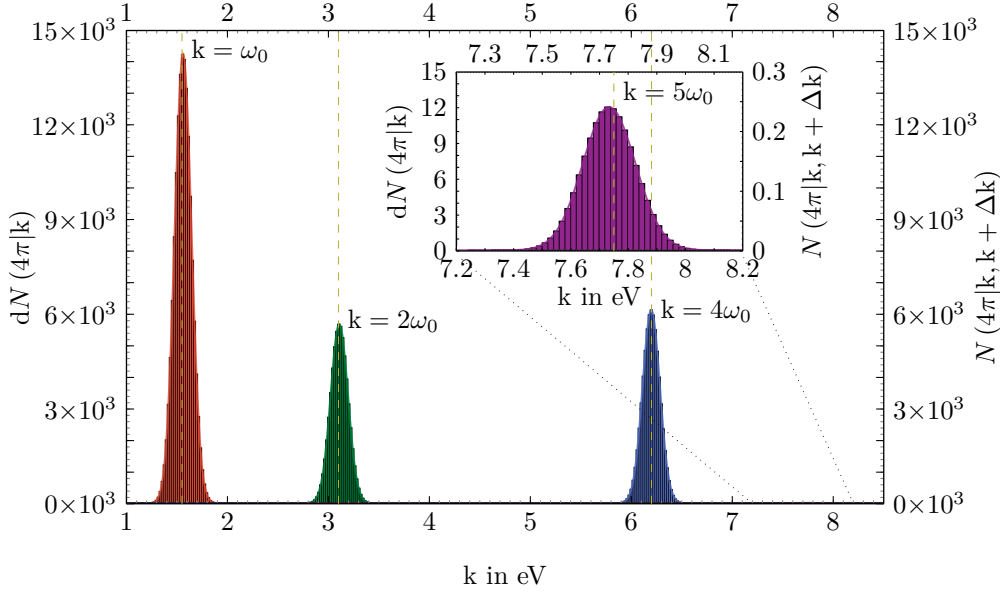 1 2 3 4 5 6 7 8
15×10³ 15×10³
k = ω₀
7.3 7.5 7.7 7.9 8.1
15 0.3
k = 5ω₀
12×10³ 12×10³
12
0.2
9
6
0.1
3
0 0
dN (4π|k)
N (4π|k, k + Δk)
7.2 7.4 7.6 7.8 8 8.2
k in eV
9×10³ 9×10³
dN (4π|k)
N (4π|k, k + Δk)
6×10³ 6×10³
k = 2ω₀ k = 4ω₀
3×10³ 3×10³
0×10³ 0×10³
1 2 3 4 5 6 7 8
k in eV